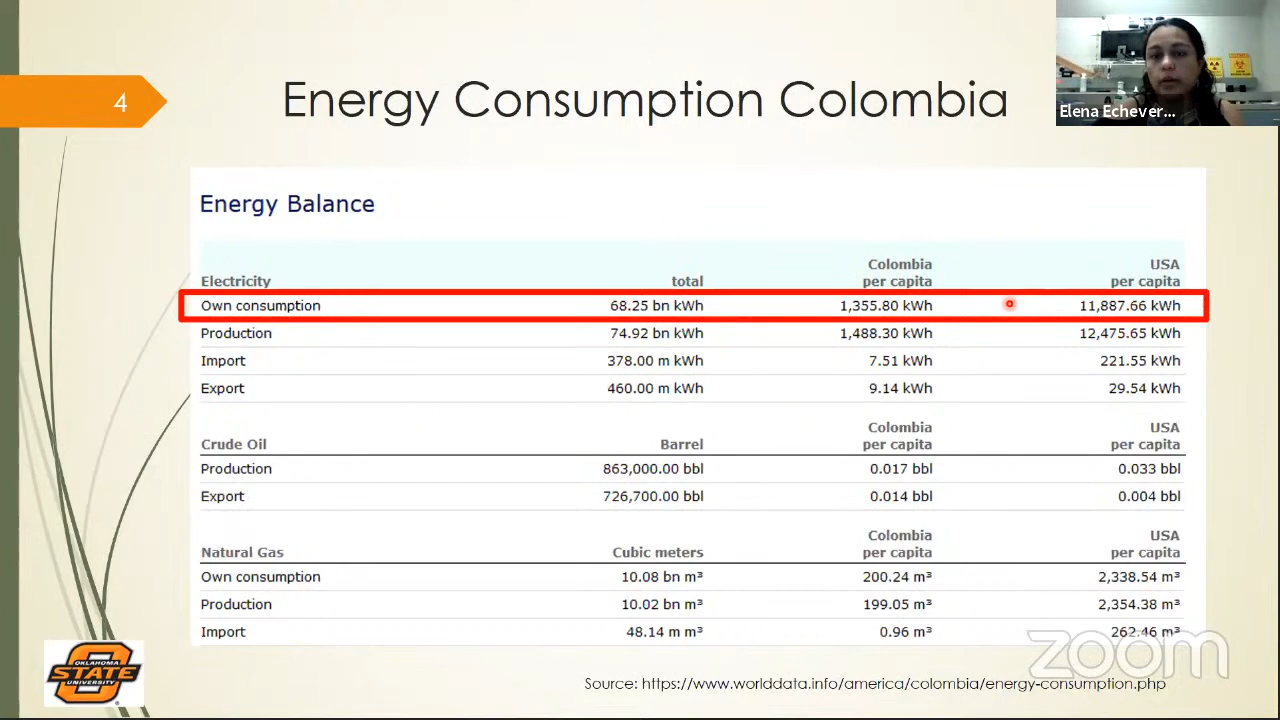 4
Energy Consumption Colombia
Elena Echever...
Energy Balance
Electricity total Colombia per capita USA per capita
Own consumption 68.25 bn kWh 1,355.80 kWh 11,887.66 kWh
Production 74.92 bn kWh 1,488.30 kWh 12,475.65 kWh
Import 378.00 m kWh 7.51 kWh 221.55 kWh
Export 460.00 m kWh 9.14 kWh 29.54 kWh
Crude Oil Barrel Colombia per capita USA per capita
Production 863,000.00 bbl 0.017 bbl 0.033 bbl
Export 726,700.00 bbl 0.014 bbl 0.004 bbl
Natural Gas Cubic meters Colombia per capita USA per capita
Own consumption 10.08 bn m³ 200.24 m³ 2,338.54 m³
Production 10.02 bn m³ 199.05 m³ 2,354.38 m³
Import 48.14 m m³ 0.96 m³ 262.46 m³
zoom
OKLAHOMA
STATE
UNIVERSITY
Source: https://www.worlddata.info/america/colombia/energy-consumption.php